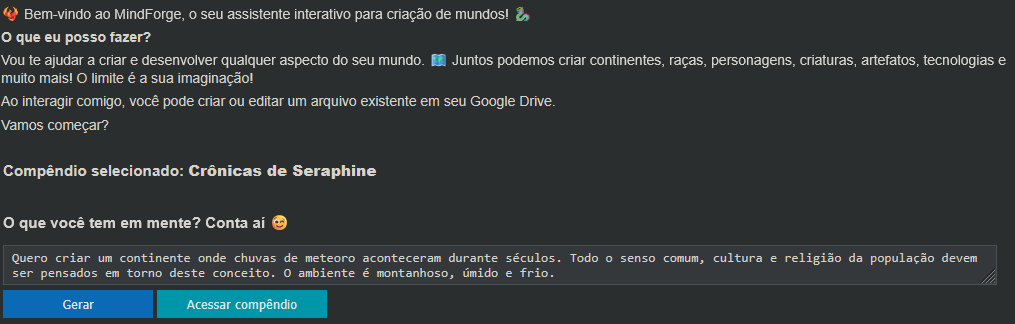 🐦‍🔥 Bem-vindo ao MindForge, o seu assistente interativo para criação de mundos! 🐉
O que eu posso fazer?
Vou te ajudar a criar e desenvolver qualquer aspecto do seu mundo. 🗺️ Juntos podemos criar continentes, raças, personagens, criaturas, artefatos, tecnologias e
muito mais! O limite é a sua imaginação!
Ao interagir comigo, você pode criar ou editar um arquivo existente em seu Google Drive.
Vamos começar?
Compêndio selecionado: Crônicas de Seraphine
O que você tem em mente? Conta aí 😄
Quero criar um continente onde chuvas de meteoro aconteceram durante séculos. Todo o senso comum, cultura e religião da população devem
ser pensados em torno deste conceito. O ambiente é montanhoso, úmido e frio.
Gerar Acessar compêndio